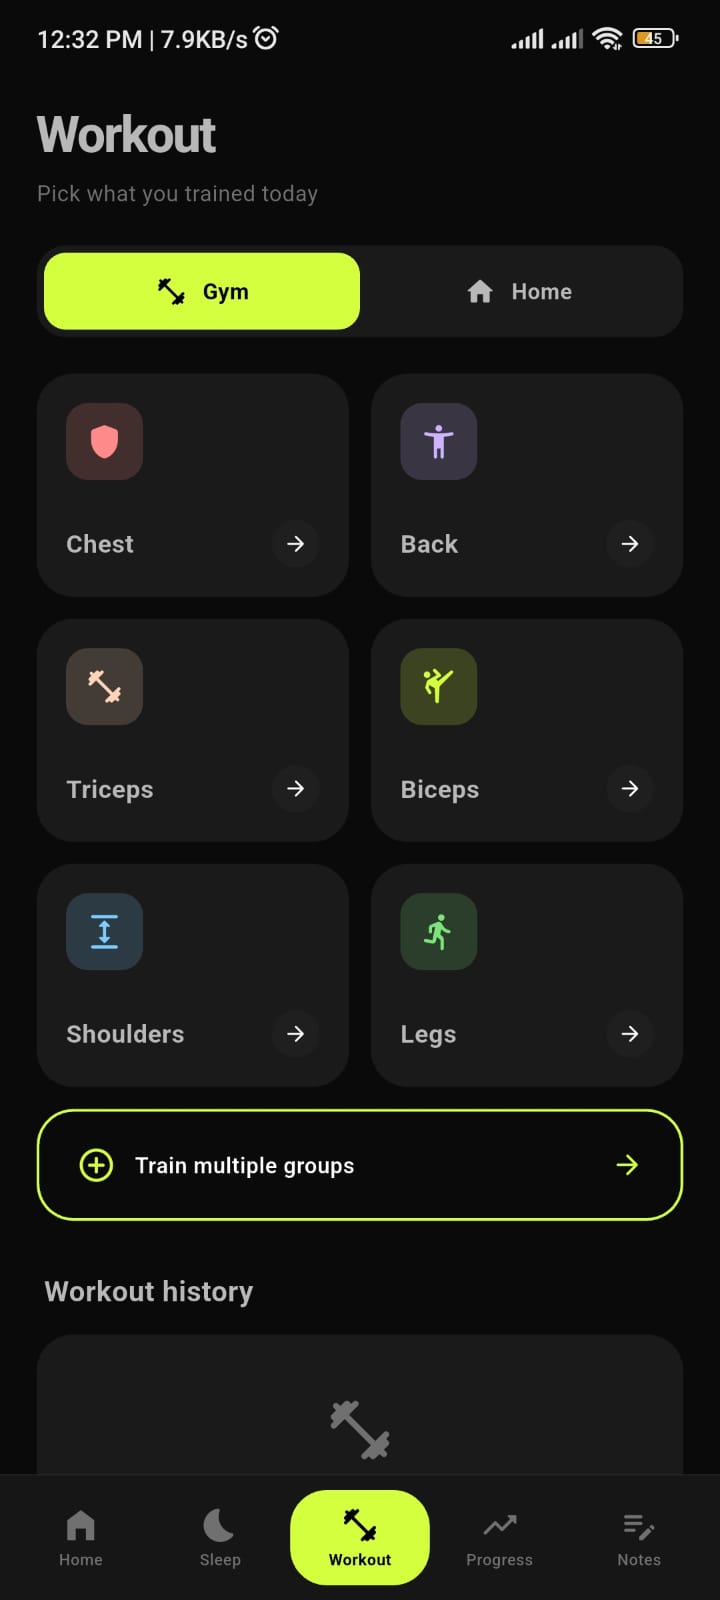 12:32 PM | 7.9KB/s
45
Workout
Pick what you trained today
Gym
Home
Chest
Back
Triceps
Biceps
Shoulders
Legs
Train multiple groups
Workout history
Home
Sleep
Workout
Progress
Notes